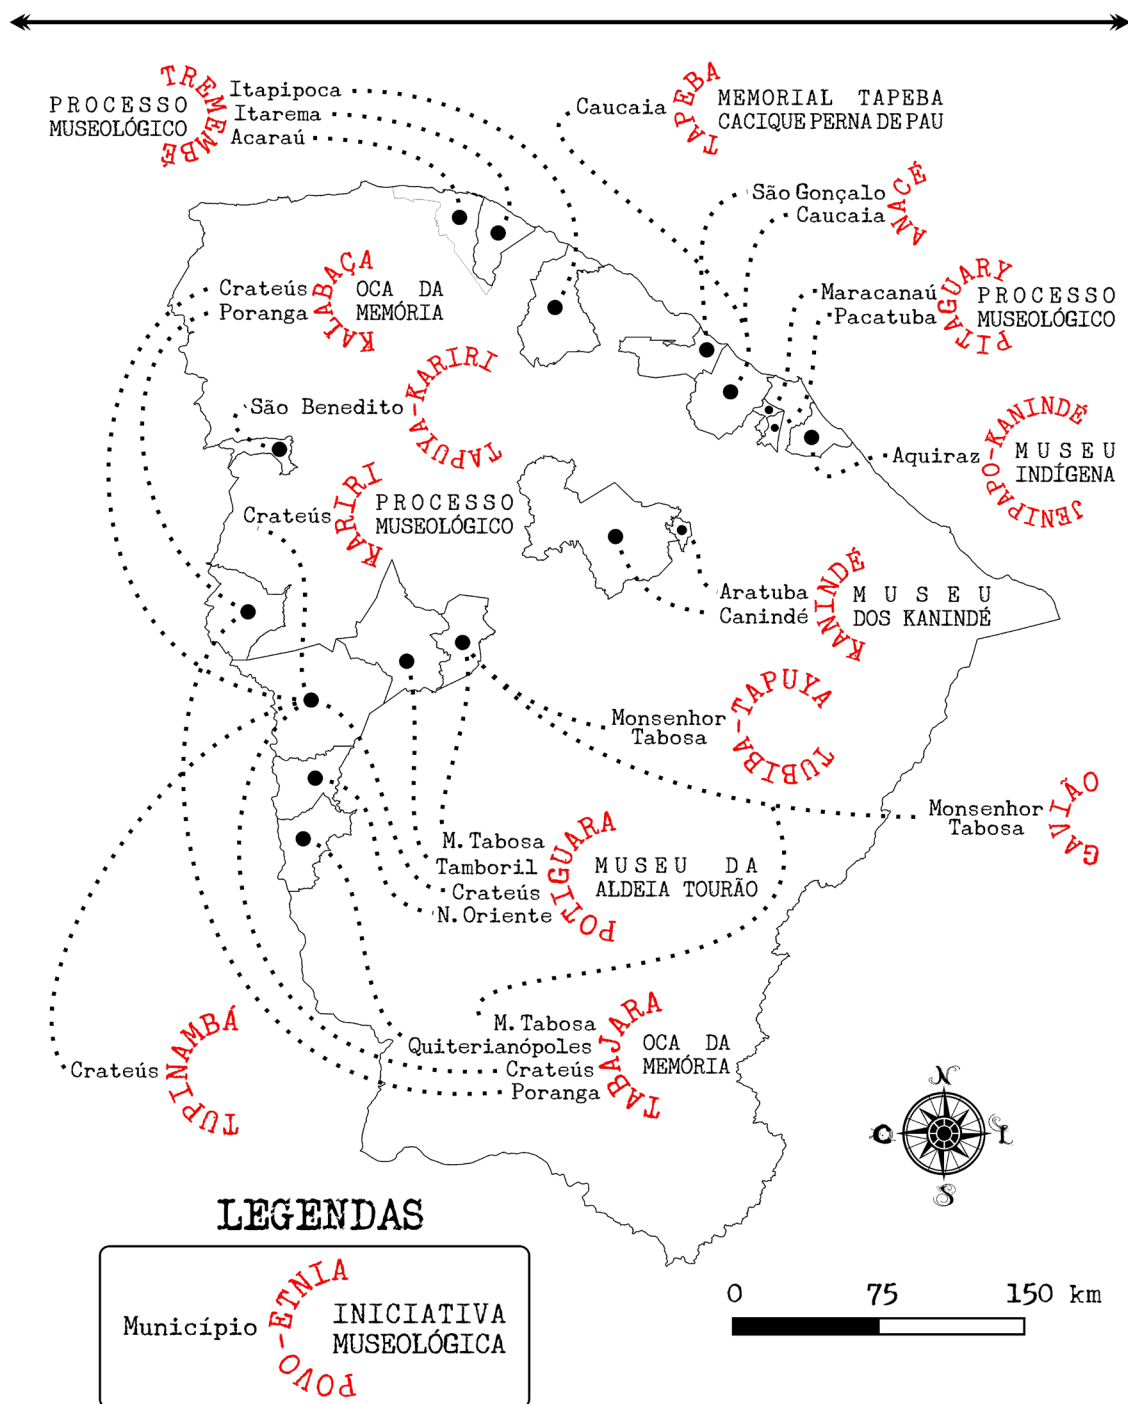 TREMEMBÉ
PROCESSO
MUSEOLÓGICO
Itapipoca
Itarema
Acaraú
Caucaia
TAPEBA
MEMORIAL TAPEBA
CACIQUE PERNA DE PAU
São Gonçalo
Caucaia
ANACÉ
Crateús
Poranga
KALABAÇA
OCA DA
MEMÓRIA
Maracanaú
Pacatuba
PITAGUARY
PROCESSO
MUSEOLÓGICO
São Benedito
TAPUYA-KARIRI
Aquiraz
JENIPAPO-KANINDÉ
MUSEU
INDÍGENA
Crateús
KARIRI
PROCESSO
MUSEOLÓGICO
Aratuba
Canindé
KANINDÉ
MUSEU
DOS KANINDÉ
Monsenhor
Tabosa
TUBIBA-TAPUYA
Monsenhor
Tabosa
GAVIÃO
M. Tabosa
Tamboril
Crateús
N. Oriente
POTIGUARA
MUSEU DA
ALDEIA TOURÃO
Crateús
TUPINAMBÁ
M. Tabosa
Quiterianópoles
Crateús
Poranga
TABAJARA
OCA DA
MEMÓRIA
N
O
L
S
LEGENDAS
Município
POVO-ETNIA
INICIATIVA
MUSEOLÓGICA
0 75 150 km